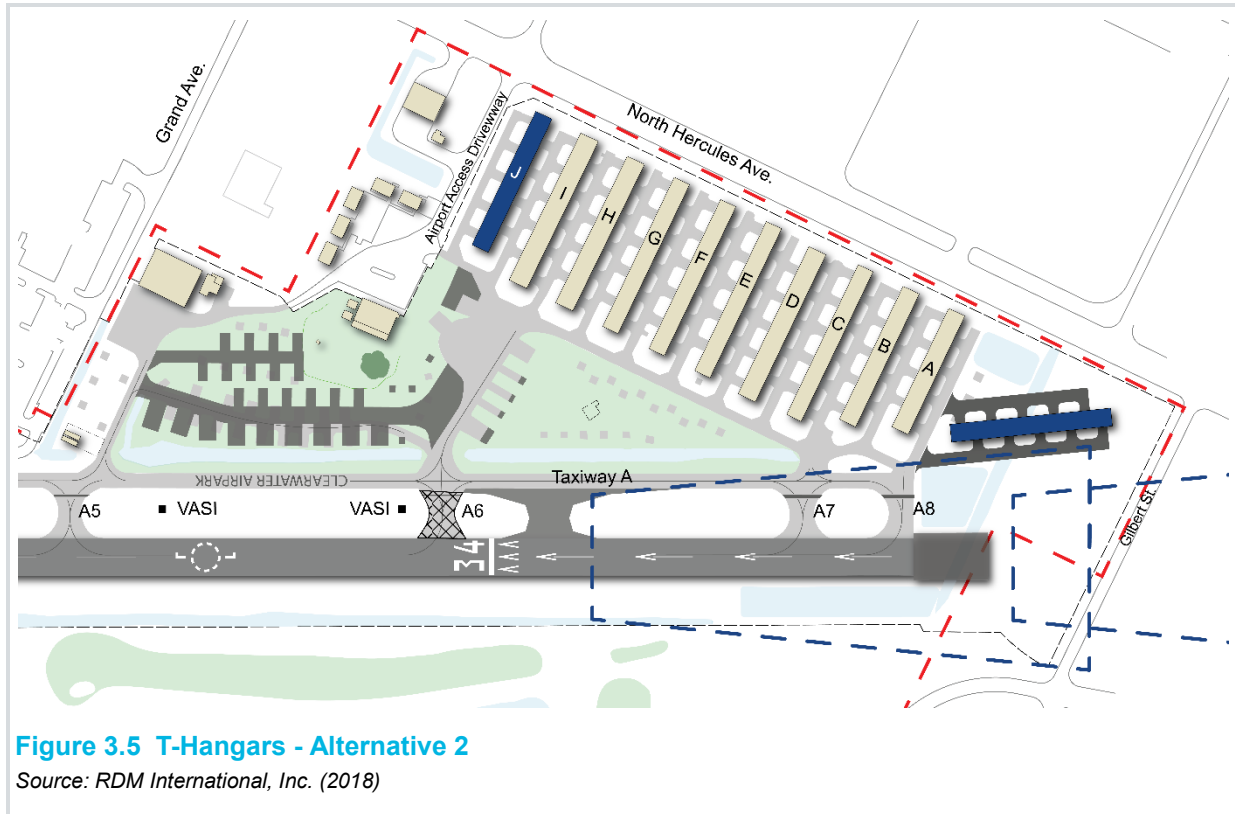 Grand Ave.
North Hercules Ave.
Airport Access Drivewway
J
I
H
G
F
E
D
C
B
A
CLEARWATER AIRPARK
Taxiway A
A5
VASI
VASI
A6
A7
A8
34
Gilbert St.
Figure 3.5 T-Hangars - Alternative 2
Source: RDM International, Inc. (2018)